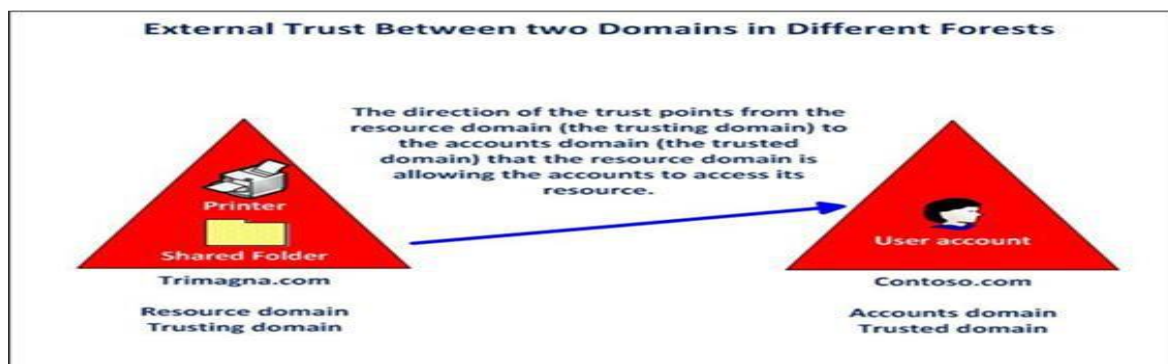 External Trust Between two Domains in Different Forests
The direction of the trust points from the
resource domain (the trusting domain) to
the accounts domain (the trusted
domain) that the resource domain is
allowing the accounts to access its
resource.
Printer
Shared Folder
Trimagna.com
Resource domain
Trusting domain
User account
Contoso.com
Accounts domain
Trusted domain